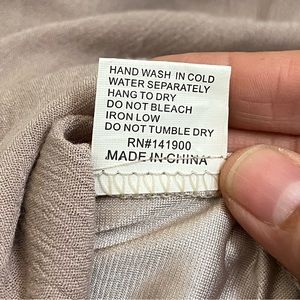 HAND WASH IN COLD
WATER SEPARATELY
HANG TO DRY
DO NOT BLEACH
IRON LOW
DO NOT TUMBLE DRY
RN#141900
MADE IN CHINA